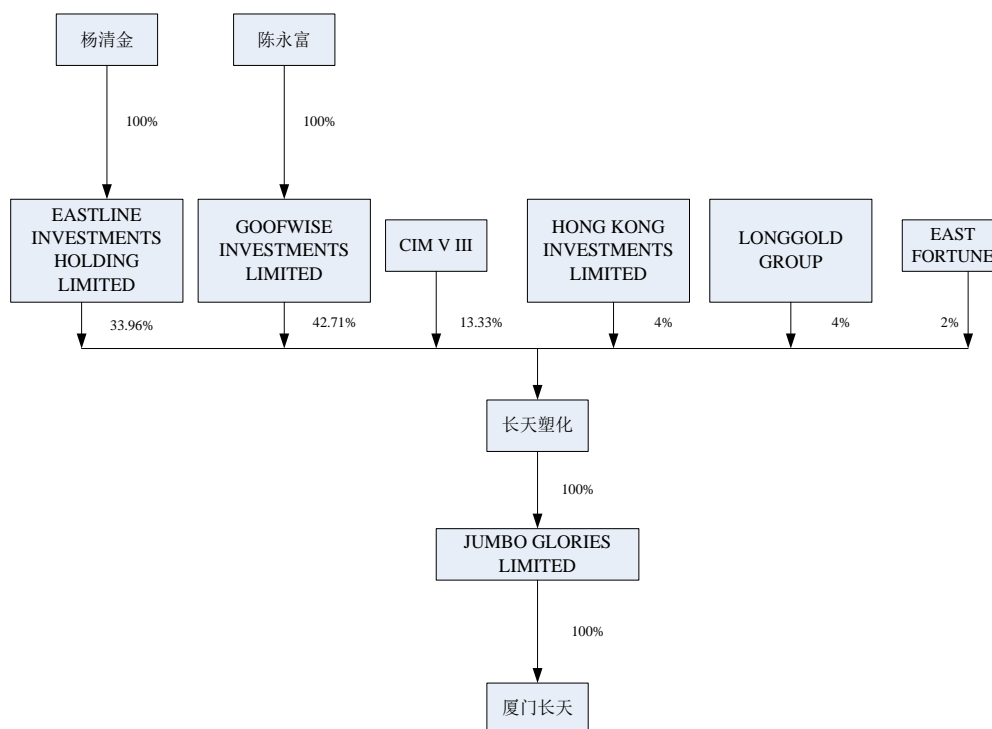 杨清金
陈永富
100%
100%
EASTLINE
INVESTMENTS
HOLDING
LIMITED
GOOFWISE
INVESTMENTS
LIMITED
CIM V III
HONG KONG
INVESTMENTS
LIMITED
LONGGOLD
GROUP
EAST
FORTUNE
33.96%
42.71%
13.33%
4%
4%
2%
长天塑化
100%
JUMBO GLORIES
LIMITED
100%
厦门长天